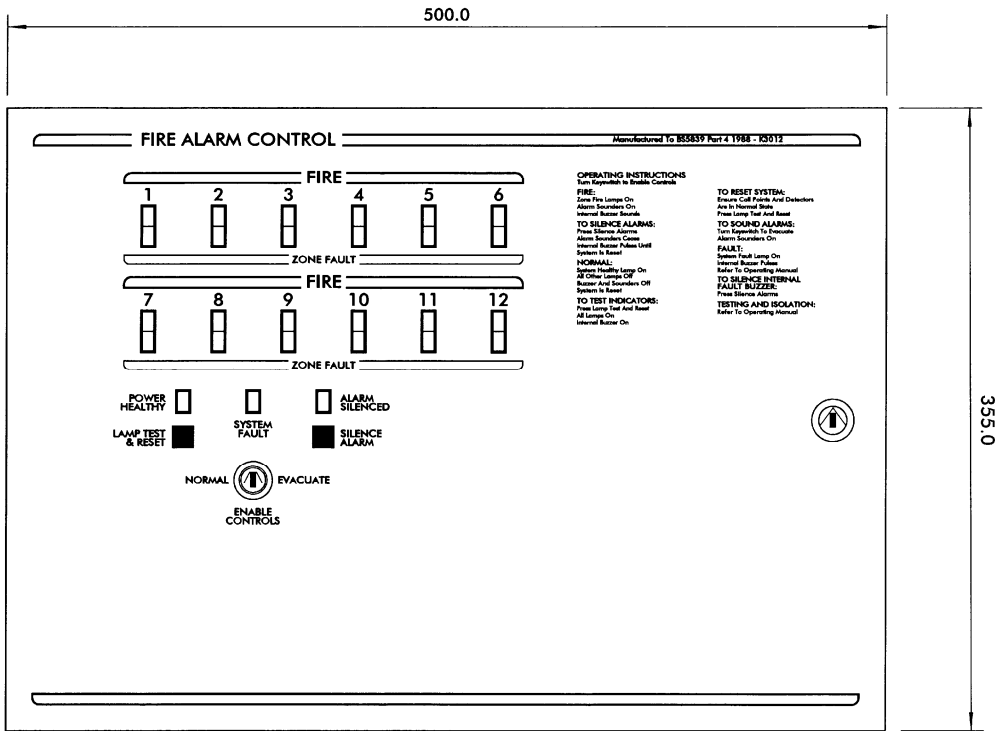 500.0
FIRE ALARM CONTROL
Manufactured To BS5839 Part 4 1988 - K3012
FIRE
1 2 3 4 5 6
ZONE FAULT
FIRE
7 8 9 10 11 12
ZONE FAULT
POWER
HEALTHY
SYSTEM
FAULT
ALARM
SILENCED
LAMP TEST
& RESET
SILENCE
ALARM
NORMAL
EVACUATE
ENABLE
CONTROLS
OPERATING INSTRUCTIONS
Turn Keyswitch to Enable Controls
FIRE:
Zone Fire Lamps On
Alarm Sounders On
Internal Buzzer Sounds
TO SILENCE ALARMS:
Press Silence Alarms
Alarm Sounders Cease
Internal Buzzer Pulses Until
System Is Reset
NORMAL:
System Healthy Lamp On
All Other Lamps Off
Buzzer And Sounders Off
System Is Reset
TO TEST INDICATORS:
Press Lamp Test And Reset
All Lamps On
Internal Buzzer On
TO RESET SYSTEM:
Ensure Call Points And Detectors
Are In Normal State
Press Lamp Test And Reset
TO SOUND ALARMS:
Turn Keyswitch To Evacuate
Alarm Sounders On
FAULT:
System Fault Lamp On
Internal Buzzer Pulses
Refer To Operating Manual
TO SILENCE INTERNAL
FAULT BUZZER:
Press Silence Alarms
TESTING AND ISOLATION:
Refer To Operating Manual
355.0